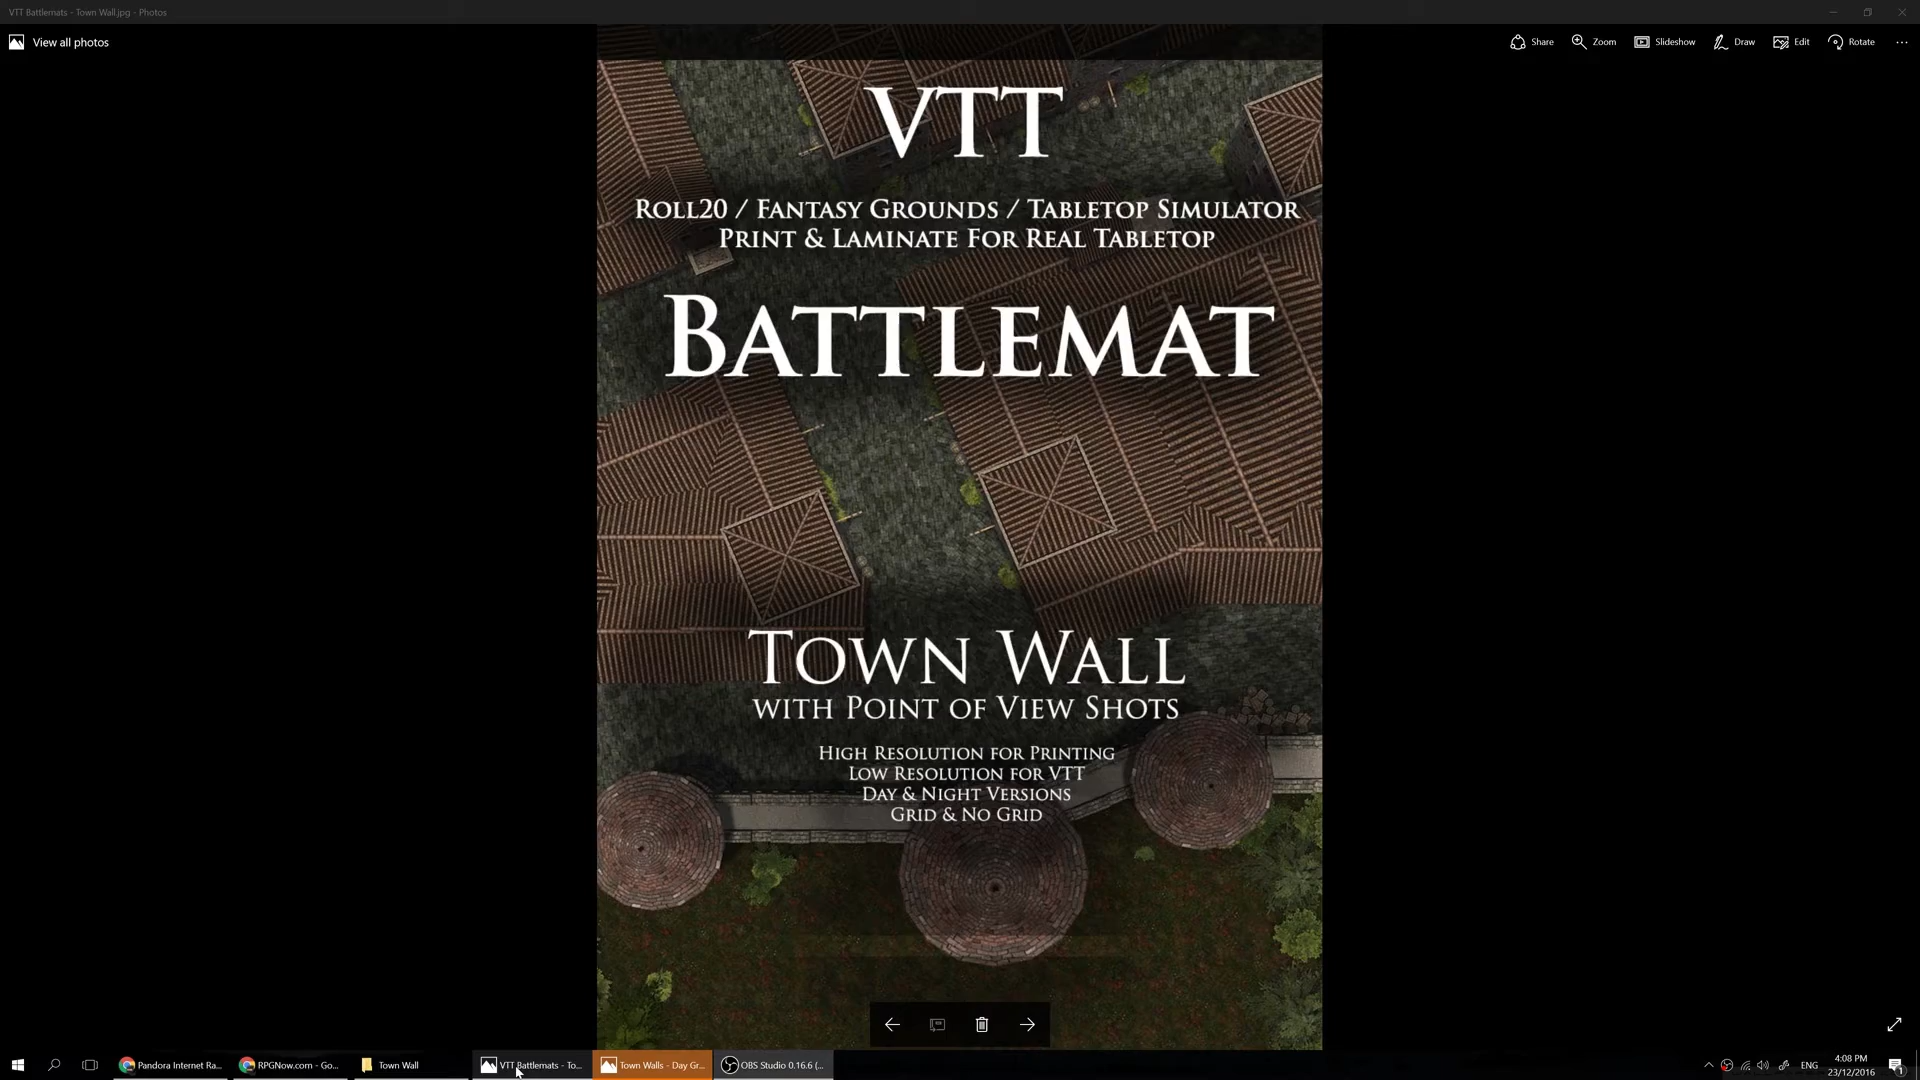 VTT Battlemats - Town Wall.jpg - Photos
View all photos
Share
Zoom
Slideshow
Draw
Edit
Rotate
VTT
Roll20 / Fantasy Grounds / Tabletop Simulator
Print & Laminate For Real Tabletop
Battlemat
Town Wall
with Point of View Shots
High Resolution for Printing
Low Resolution for VTT
Day & Night Versions
Grid & No Grid
Pandora Internet Ra...
RPGNow.com - Go...
Town Wall
VTT Battlemats - To...
Town Walls - Day Gr...
OBS Studio 0.16.6 (...
ENG
4:08 PM
23/12/2016
1